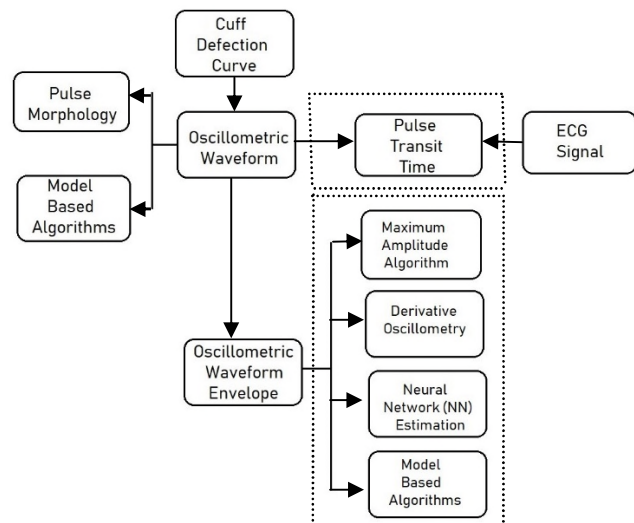 Cuff
Defection
Curve
Pulse
Morphology
Oscillometric
Waveform
Pulse
Transit
Time
ECG
Signal
Model
Based
Algorithms
Maximum
Amplitude
Algorithm
Derivative
Oscillometry
Oscillometric
Waveform
Envelope
Neural
Network (NN)
Estimation
Model
Based
Algorithms